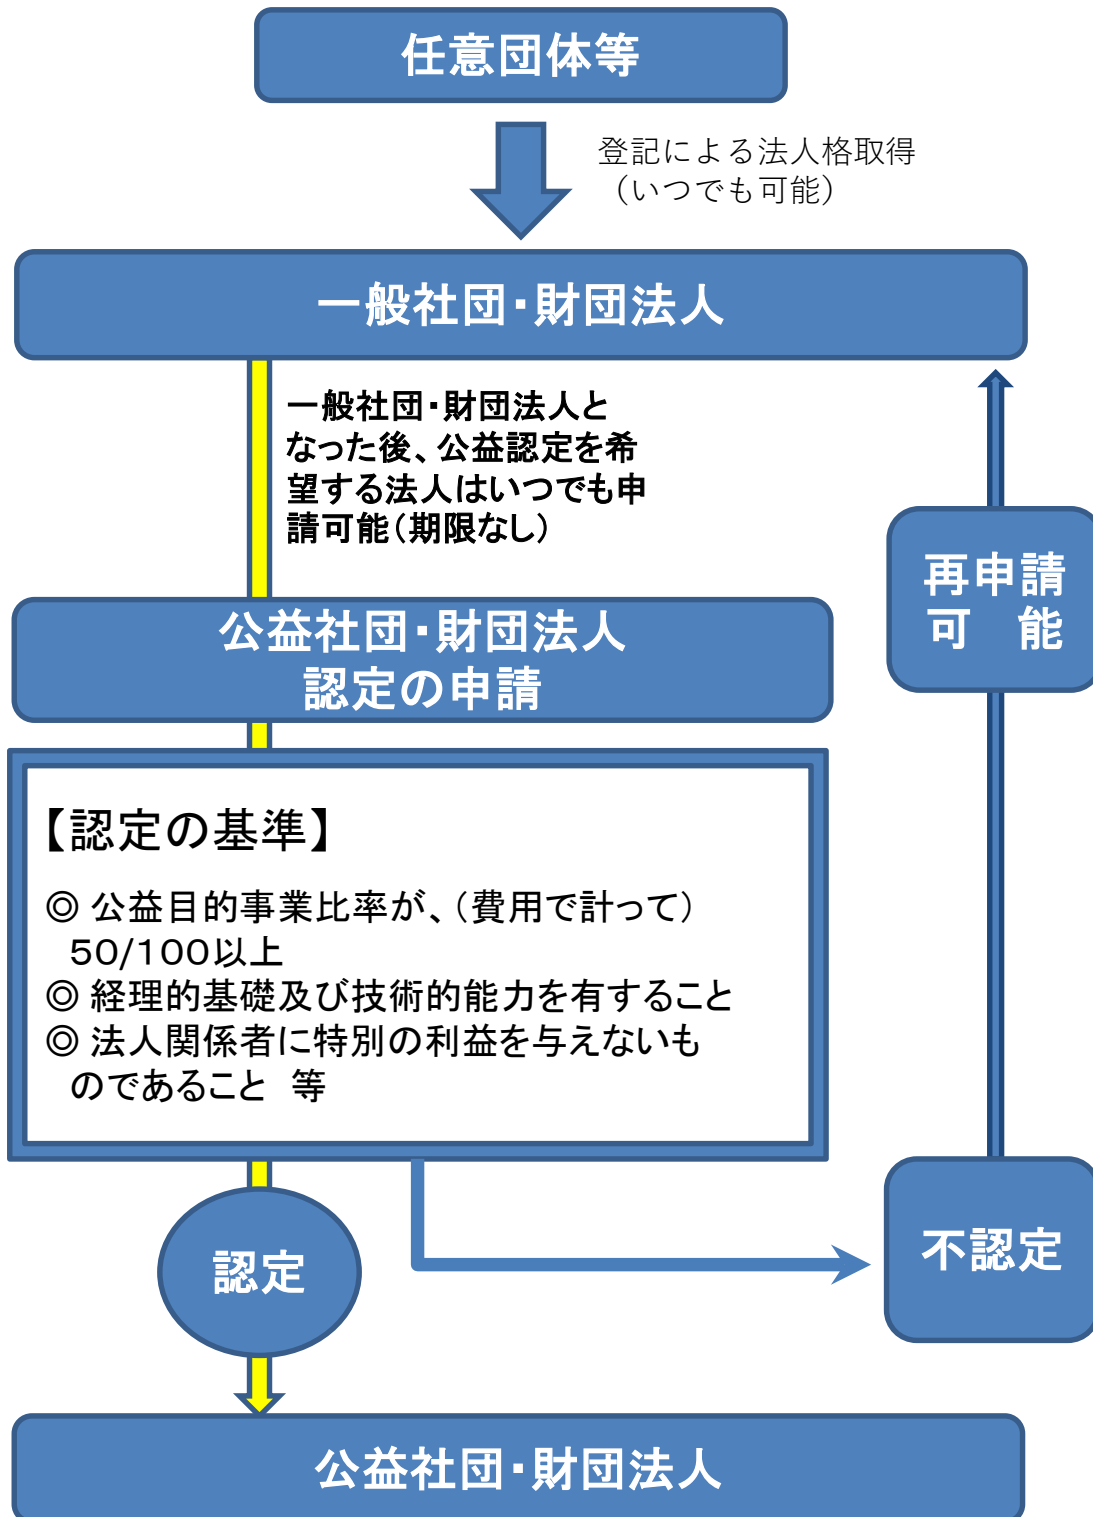 任意団体等
登記による法人格取得
（いつでも可能）
一般社団・財団法人
一般社団・財団法人と
なった後、公益認定を希
望する法人はいつでも申
請可能（期限なし）
再申請
可　能
公益社団・財団法人
認定の申請
【認定の基準】
◎ 公益目的事業比率が、（費用で計って）
50/100以上
◎ 経理的基礎及び技術的能力を有すること
◎ 法人関係者に特別の利益を与えないも
のであること　等
認定
不認定
公益社団・財団法人